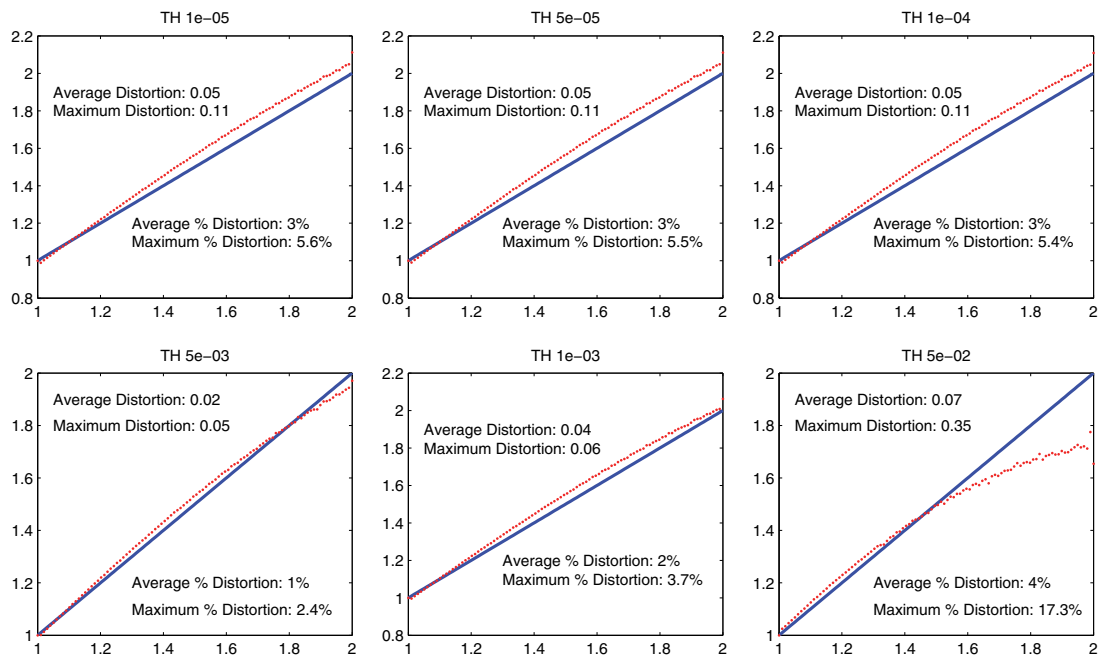 TH 1e−05
2.2
2
1.8
1.6
1.4
1.2
1
0.8
Average Distortion: 0.05
Maximum Distortion: 0.11
Average % Distortion: 3%
Maximum % Distortion: 5.6%
1 1.2 1.4 1.6 1.8 2
TH 5e−05
2.2
2
1.8
1.6
1.4
1.2
1
0.8
Average Distortion: 0.05
Maximum Distortion: 0.11
Average % Distortion: 3%
Maximum % Distortion: 5.5%
1 1.2 1.4 1.6 1.8 2
TH 1e−04
2.2
2
1.8
1.6
1.4
1.2
1
0.8
Average Distortion: 0.05
Maximum Distortion: 0.11
Average % Distortion: 3%
Maximum % Distortion: 5.4%
1 1.2 1.4 1.6 1.8 2
TH 5e−03
2
1.8
1.6
1.4
1.2
1
Average Distortion: 0.02
Maximum Distortion: 0.05
Average % Distortion: 1%
Maximum % Distortion: 2.4%
1 1.2 1.4 1.6 1.8 2
TH 1e−03
2.2
2
1.8
1.6
1.4
1.2
1
0.8
Average Distortion: 0.04
Maximum Distortion: 0.06
Average % Distortion: 2%
Maximum % Distortion: 3.7%
1 1.2 1.4 1.6 1.8 2
TH 5e−02
2
1.8
1.6
1.4
1.2
1
Average Distortion: 0.07
Maximum Distortion: 0.35
Average % Distortion: 4%
Maximum % Distortion: 17.3%
1 1.2 1.4 1.6 1.8 2